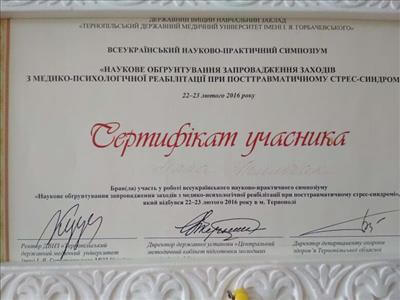 ДЕРЖАВНИЙ ВИЩИЙ НАВЧАЛЬНИЙ ЗАКЛАД
«ТЕРНОПІЛЬСЬКИЙ ДЕРЖАВНИЙ МЕДИЧНИЙ УНІВЕРСИТЕТ ІМЕНІ І. Я. ГОРБАЧЕВСЬКОГО»
ВСЕУКРАЇНСЬКИЙ НАУКОВО-ПРАКТИЧНИЙ СИМПОЗІУМ
«НАУКОВЕ ОБҐРУНТУВАННЯ ЗАПРОВАДЖЕННЯ ЗАХОДІВ
З МЕДИКО-ПСИХОЛОГІЧНОЇ РЕАБІЛІТАЦІЇ ПРИ ПОСТТРАВМАТИЧНОМУ СТРЕС-СИНДРОМІ
22–23 лютого 2016 року
Сертифікат учасника
Брав(ла) участь у роботі всеукраїнського науково-практичного симпозіуму
«Наукове обґрунтування запровадження заходів з медико-психологічної реабілітації при посттравматичному стрес-синдромі»,
який відбувся 22–23 лютого 2016 року в м. Тернополі
Ректор ДВНЗ «Тернопільський
державний медичний університет
Директор державної установи «Центральний
методичний кабінет підготовки молодших
Директор департаменту охорони
здоров'я Тернопільської обласної